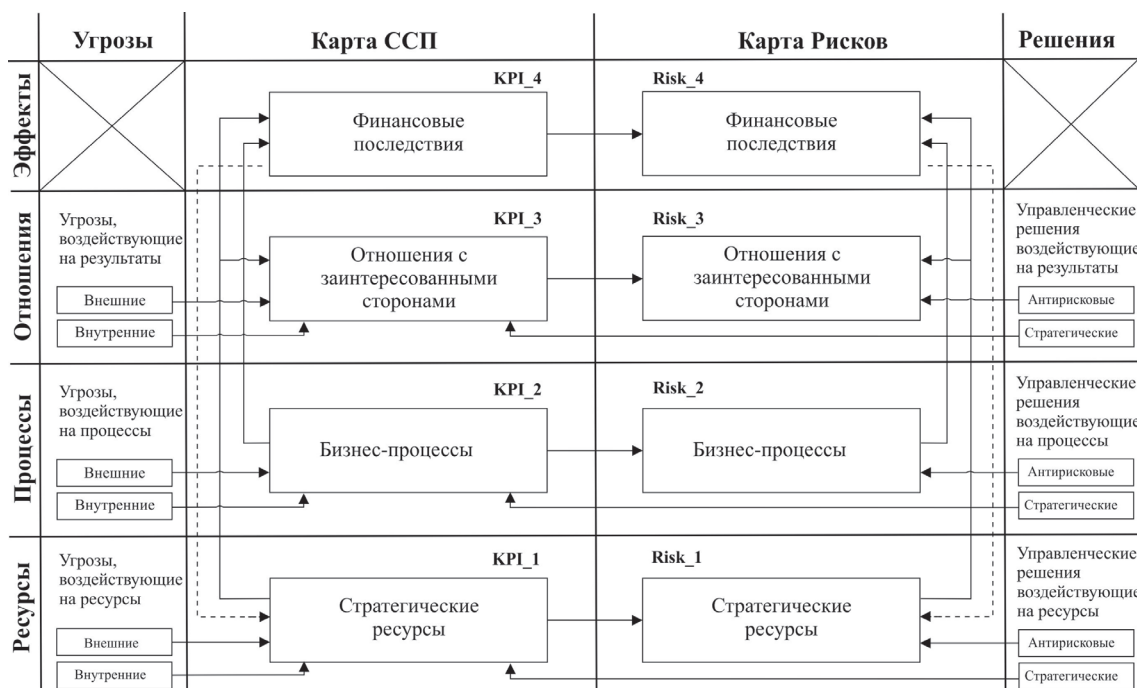 Угрозы
Карта ССП
Карта Рисков
Решения
Эффекты
KPI_4
Risk_4
Финансовые
последствия
Финансовые
последствия
Отношения
Угрозы,
воздействующие
на результаты
Внешние
Внутренние
KPI_3
Отношения с
заинтересованными
сторонами
Risk_3
Отношения с
заинтересованными
сторонами
Управленческие
решения
воздействующие
на результаты
Антирисковые
Стратегические
Процессы
Угрозы,
воздействующие
на процессы
Внешние
Внутренние
KPI_2
Бизнес-процессы
Risk_2
Бизнес-процессы
Управленческие
решения
воздействующие
на процессы
Антирисковые
Стратегические
Ресурсы
Угрозы,
воздействующие
на ресурсы
Внешние
Внутренние
KPI_1
Стратегические
ресурсы
Risk_1
Стратегические
ресурсы
Управленческие
решения
воздействующие
на ресурсы
Антирисковые
Стратегические